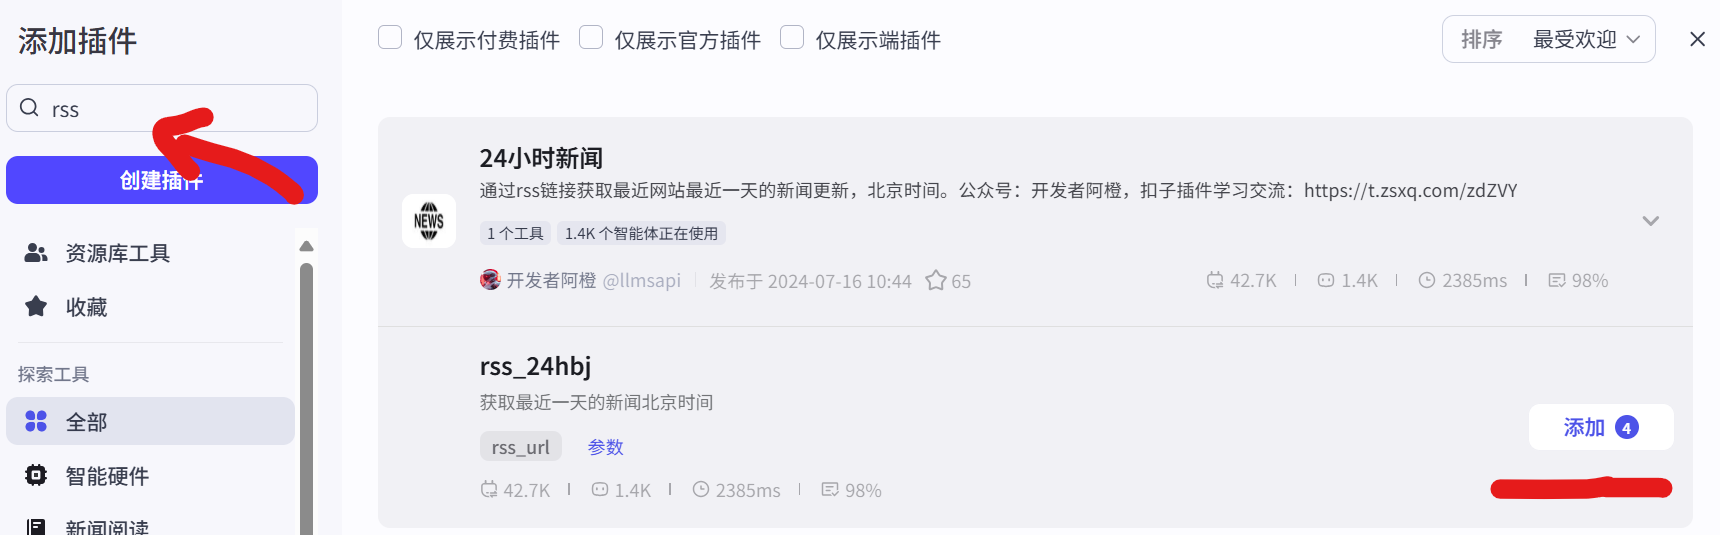 添加插件
rss
创建插件
资源库工具
收藏
探索工具
全部
智能硬件
新闻阅读
仅展示付费插件 仅展示官方插件 仅展示端插件 排序 最受欢迎
NEWS
24小时新闻
通过rss链接获取最近网站最近一天的新闻更新，北京时间。公众号：开发者阿橙，扣子插件学习交流：https://t.zsxq.com/zdZVY
1 个工具 1.4K 个智能体正在使用
开发者阿橙 @llmsapi 发布于 2024-07-16 10:44 65 42.7K 1.4K 2385ms 98%
rss_24hbj
获取最近一天的新闻北京时间
rss_url 参数
添加 4
42.7K 1.4K 2385ms 98%